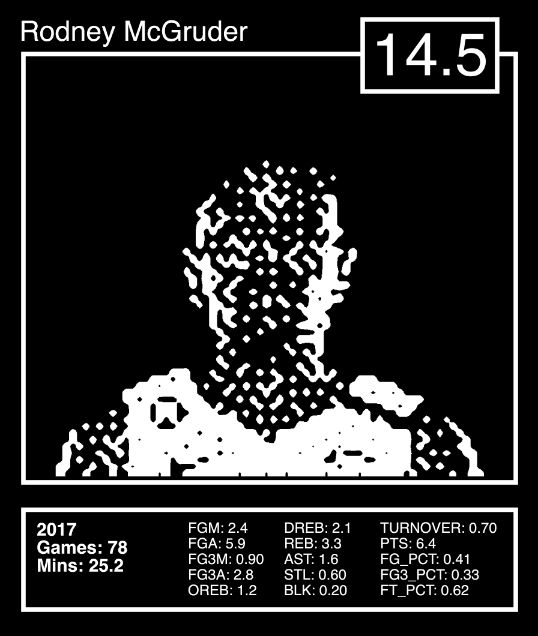 Rodney McGruder
14.5
2017
Games: 78
Mins: 25.2
FGM: 2.4
FGA: 5.9
FG3M: 0.90
FG3A: 2.8
OREB: 1.2
DREB: 2.1
REB: 3.3
AST: 1.6
STL: 0.60
BLK: 0.20
TURNOVER: 0.70
PTS: 6.4
FG_PCT: 0.41
FG3_PCT: 0.33
FT_PCT: 0.62